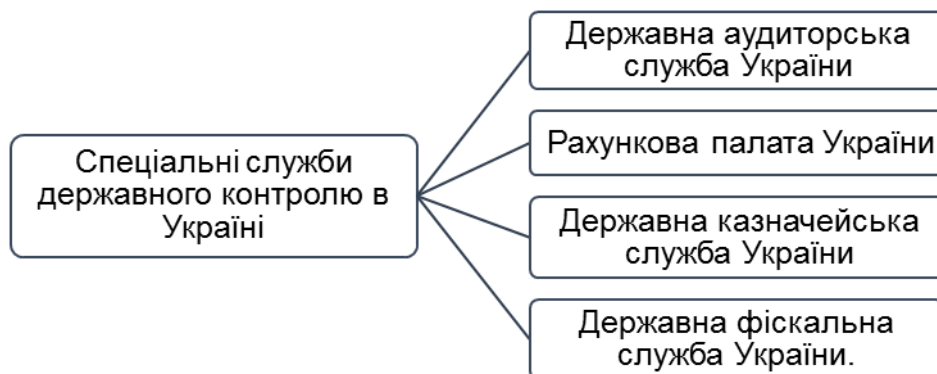 Державна аудиторська
служба України
Рахункова палата України
Спеціальні служби
державного контролю в
Україні
Державна казначейська
служба України
Державна фіскальна
служба України.